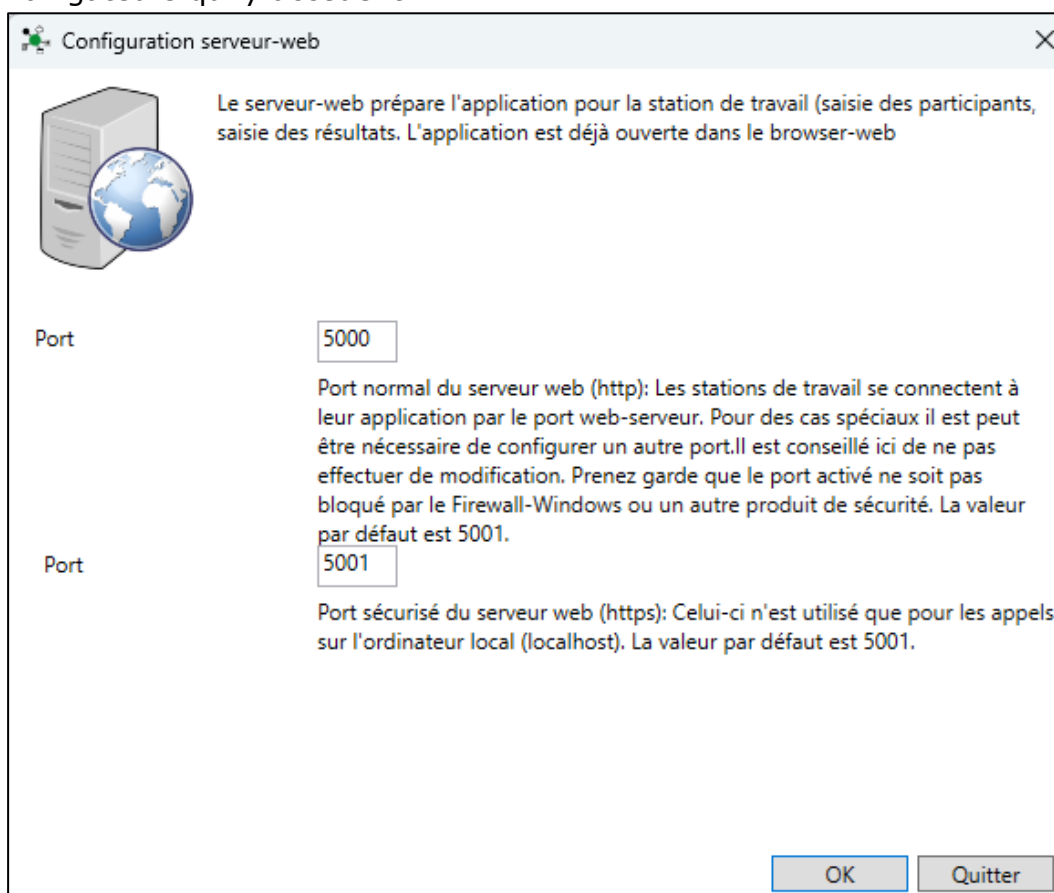 Configuration serveur-web
Le serveur-web prépare l'application pour la station de travail (saisie des participants,
saisie des résultats. L'application est déjà ouverte dans le browser-web
Port
5000
Port normal du serveur web (http): Les stations de travail se connectent à
leur application par le port web-serveur. Pour des cas spéciaux il est peut
être nécessaire de configurer un autre port.Il est conseillé ici de ne pas
effectuer de modification. Prenez garde que le port activé ne soit pas
bloqué par le Firewall-Windows ou un autre produit de sécurité. La valeur
par défaut est 5001.
Port
5001
Port sécurisé du serveur web (https): Celui-ci n'est utilisé que pour les appels
sur l'ordinateur local (localhost). La valeur par défaut est 5001.
OK
Quitter